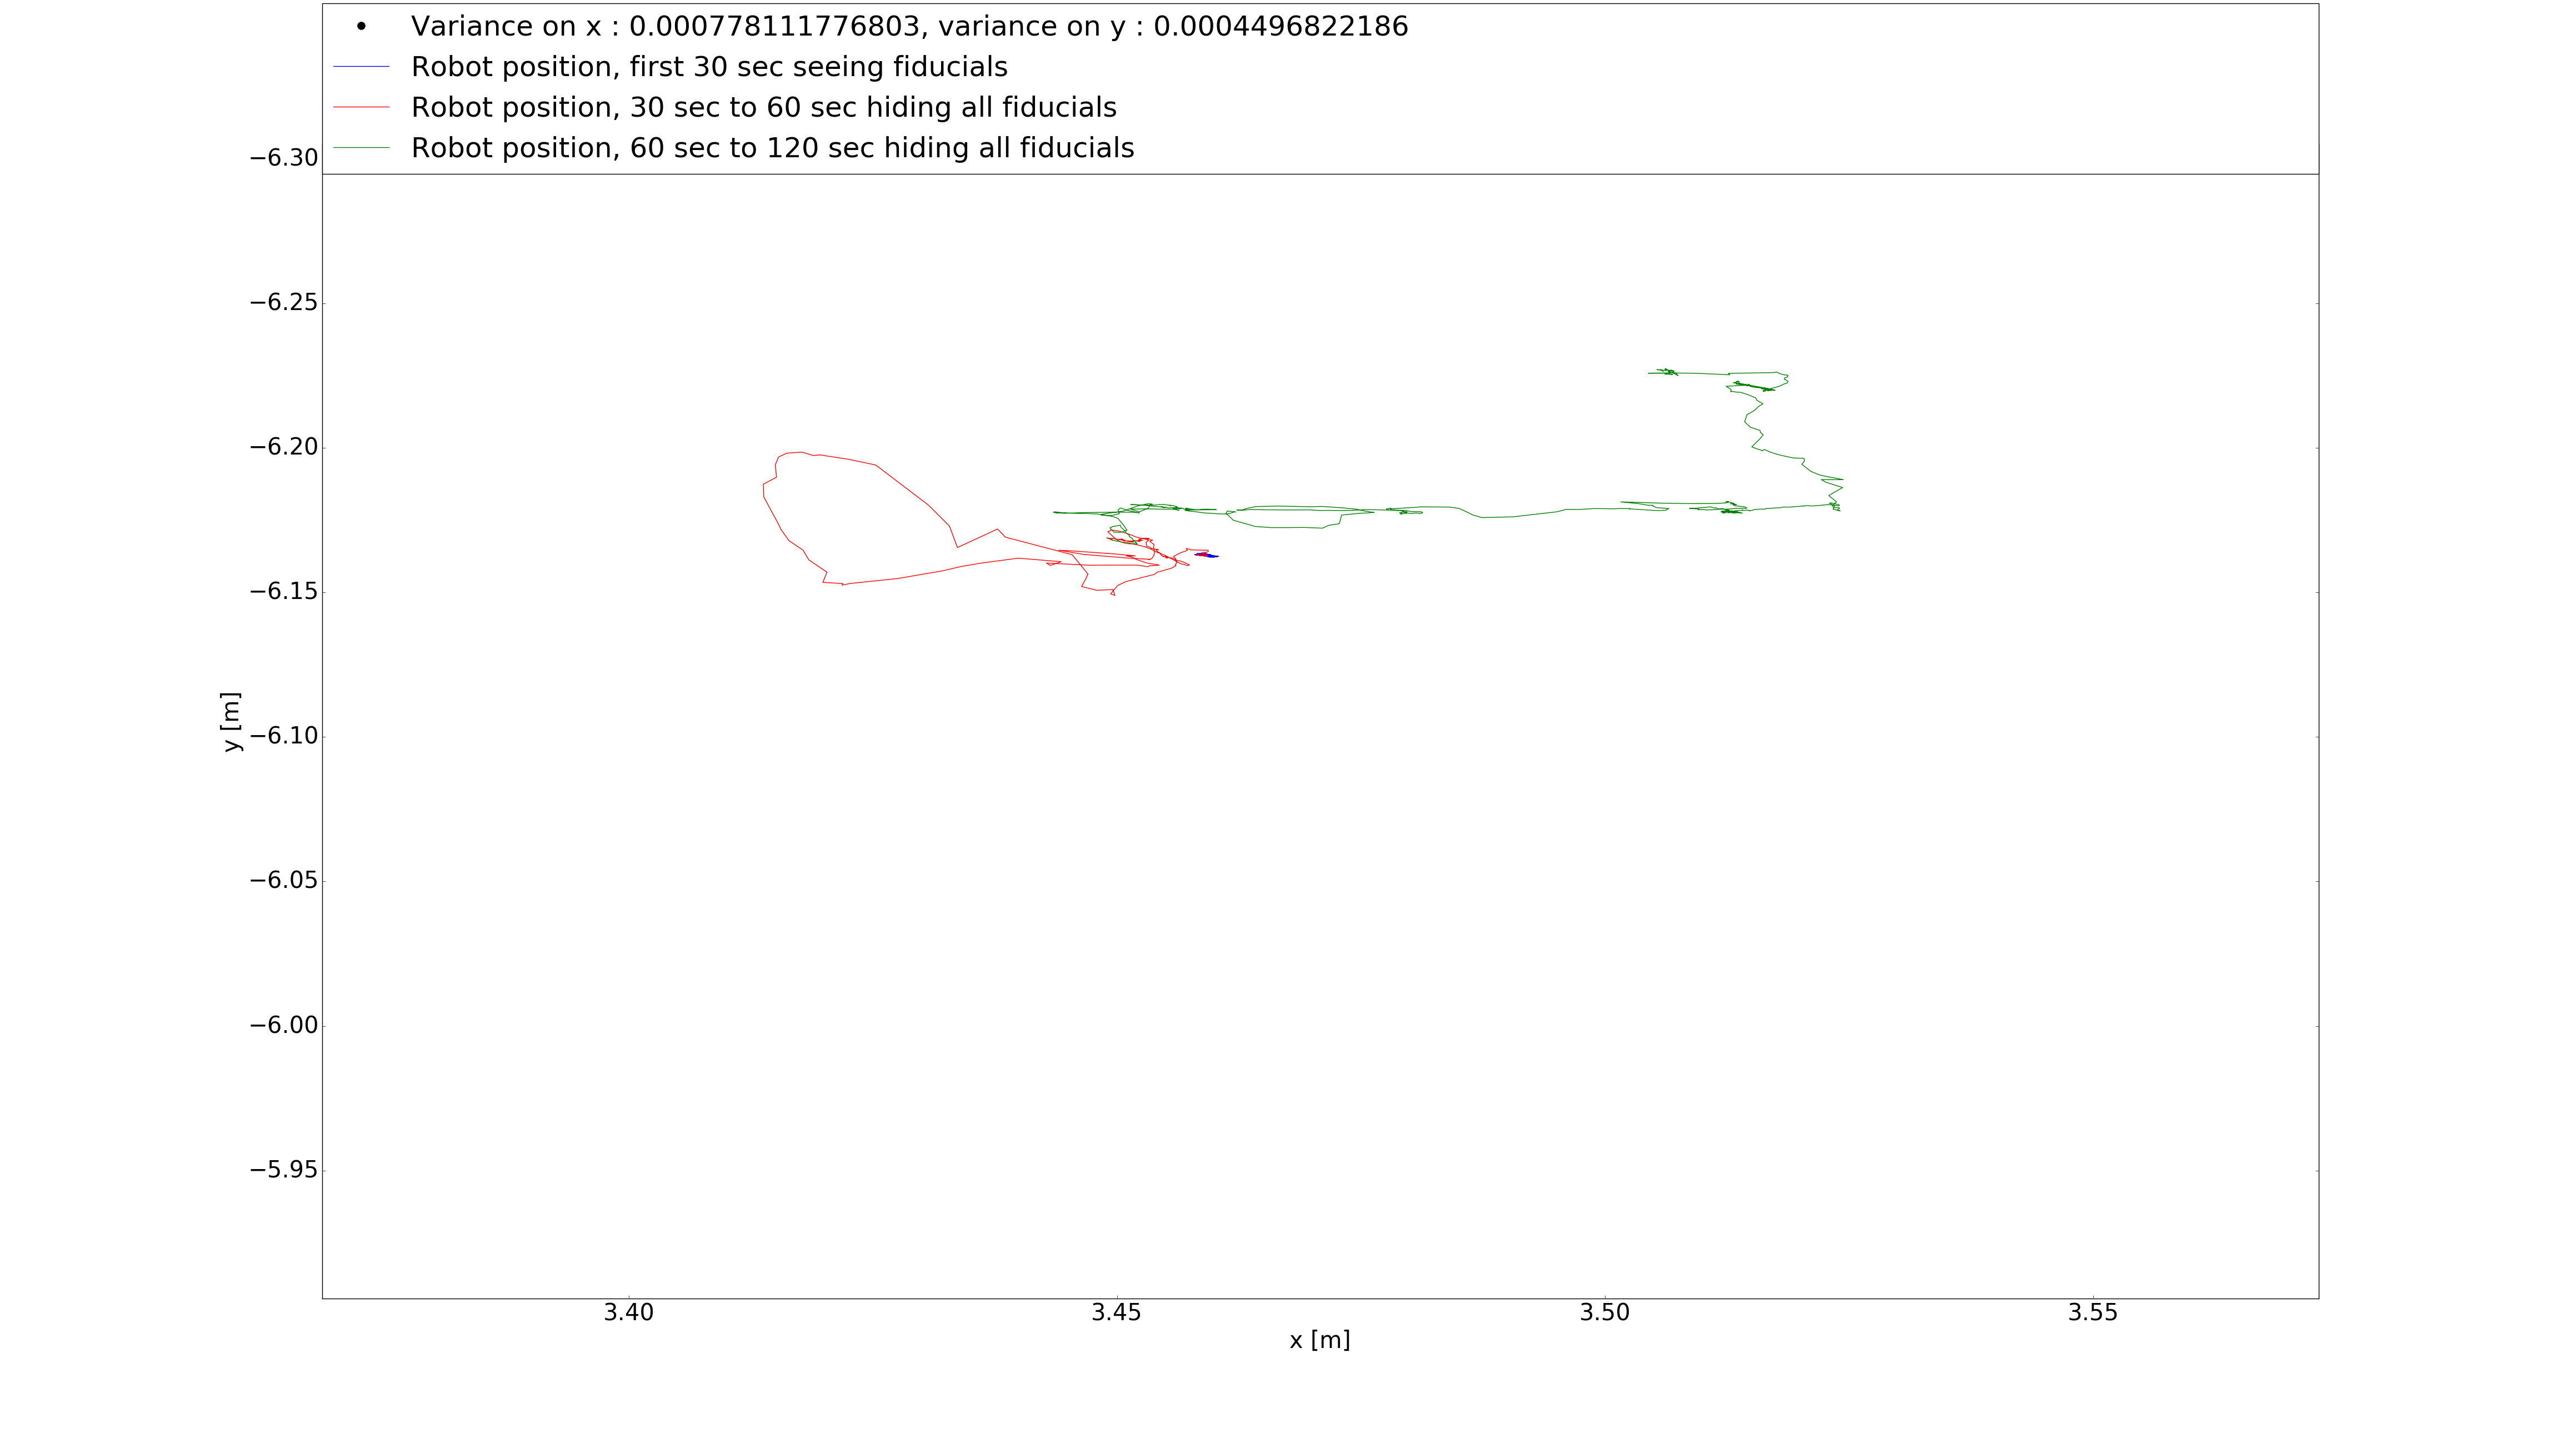 Variance on x : 0.000778111776803, variance on y : 0.0004496822186
Robot position, first 30 sec seeing fiducials
Robot position, 30 sec to 60 sec hiding all fiducials
Robot position, 60 sec to 120 sec hiding all fiducials
−6.30
−6.25
−6.20
−6.15
−6.10
−6.05
−6.00
−5.95
y [m]
3.40 3.45 3.50 3.55
x [m]